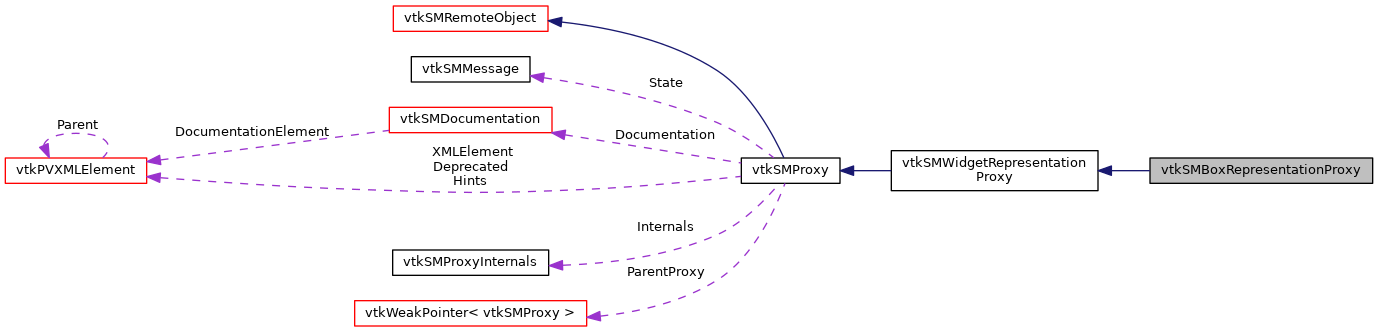 vtkSMRemoteObject
vtkSMMessage
State
vtkSMDocumentation
Documentation
DocumentationElement
Parent
vtkPVXMLElement
XMLElement
Deprecated
Hints
vtkSMProxy
vtkSMWidgetRepresentation
Proxy
vtkSMBoxRepresentationProxy
Internals
vtkSMProxyInternals
ParentProxy
vtkWeakPointer< vtkSMProxy >